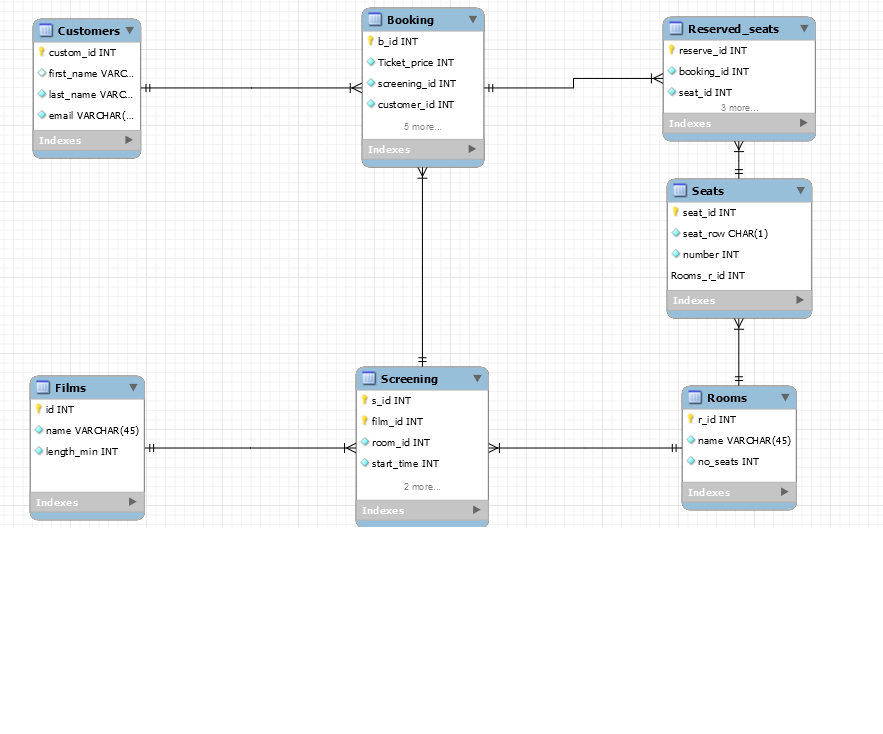 Customers
custom_id INT
first_name VARC...
last_name VARC...
email VARCHAR(...
Indexes
Booking
b_id INT
Ticket_price INT
screening_id INT
customer_id INT
5 more...
Indexes
Reserved_seats
reserve_id INT
booking_id INT
seat_id INT
3 more...
Indexes
Seats
seat_id INT
seat_row CHAR(1)
number INT
Rooms_r_id INT
Indexes
Films
id INT
name VARCHAR(45)
length_min INT
Indexes
Screening
s_id INT
film_id INT
room_id INT
start_time INT
2 more...
Indexes
Rooms
r_id INT
name VARCHAR(45)
no_seats INT
Indexes